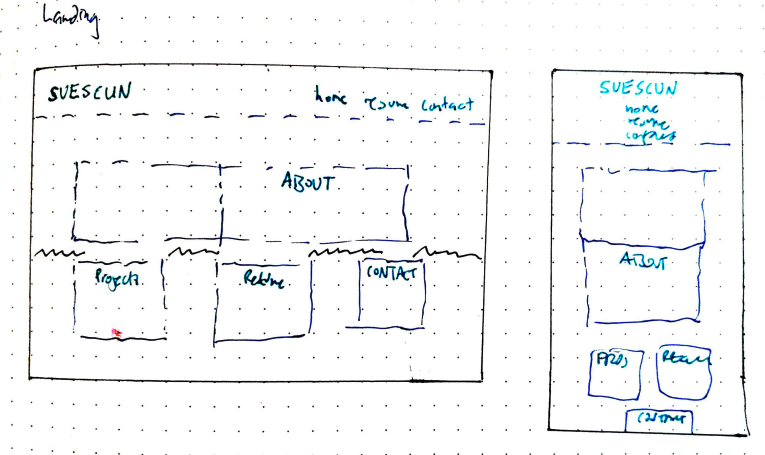 Landing
SUESCUN
home resume contact
ABOUT
Projects
Resume
CONTACT
SUESCUN
home
resume
contact
ABOUT
PROJ
Resum
CONTACT